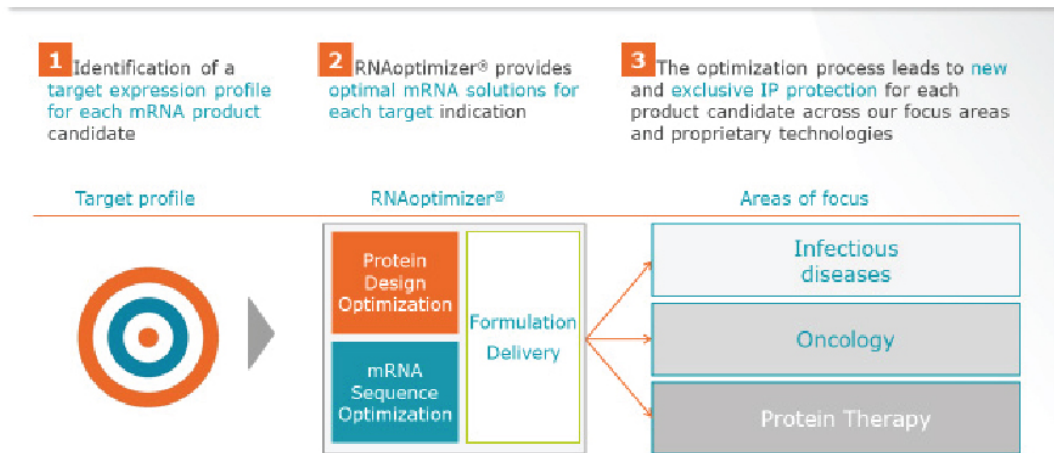 1 Identification of a
target expression profile
for each mRNA product
candidate
2 RNAoptimizer® provides
optimal mRNA solutions for
each target indication
3 The optimization process leads to new
and exclusive IP protection for each
product candidate across our focus areas
and proprietary technologies
Target profile
RNAoptimizer®
Areas of focus
Protein
Design
Optimization
mRNA
Sequence
Optimization
Formulation
Delivery
Infectious
diseases
Oncology
Protein Therapy